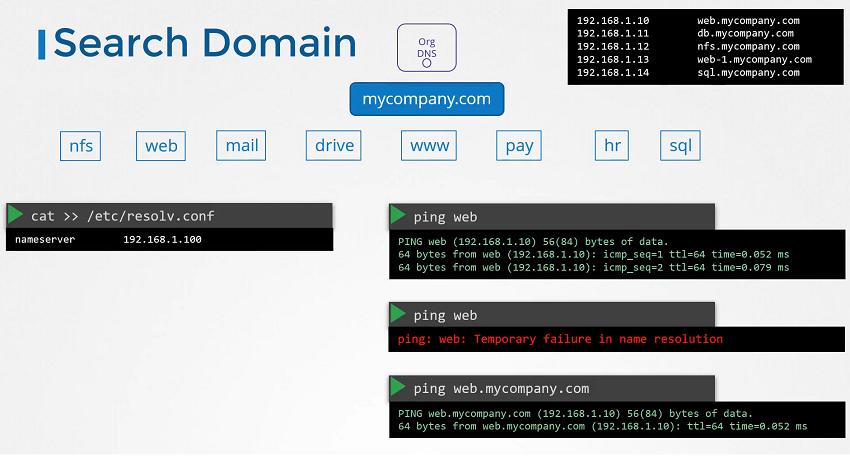 Search Domain
Org
DNS
192.168.1.10 web.mycompany.com
192.168.1.11 db.mycompany.com
192.168.1.12 nfs.mycompany.com
192.168.1.13 web-1.mycompany.com
192.168.1.14 sql.mycompany.com
mycompany.com
nfs web mail drive www pay hr sql
cat >> /etc/resolv.conf
nameserver 192.168.1.100
ping web
PING web (192.168.1.10) 56(84) bytes of data.
64 bytes from web (192.168.1.10): icmp_seq=1 ttl=64 time=0.052 ms
64 bytes from web (192.168.1.10): icmp_seq=2 ttl=64 time=0.079 ms
ping web
ping: web: Temporary failure in name resolution
ping web.mycompany.com
PING web.mycompany.com (192.168.1.10) 56(84) bytes of data.
64 bytes from web.mycompany.com (192.168.1.10): ttl=64 time=0.052 ms